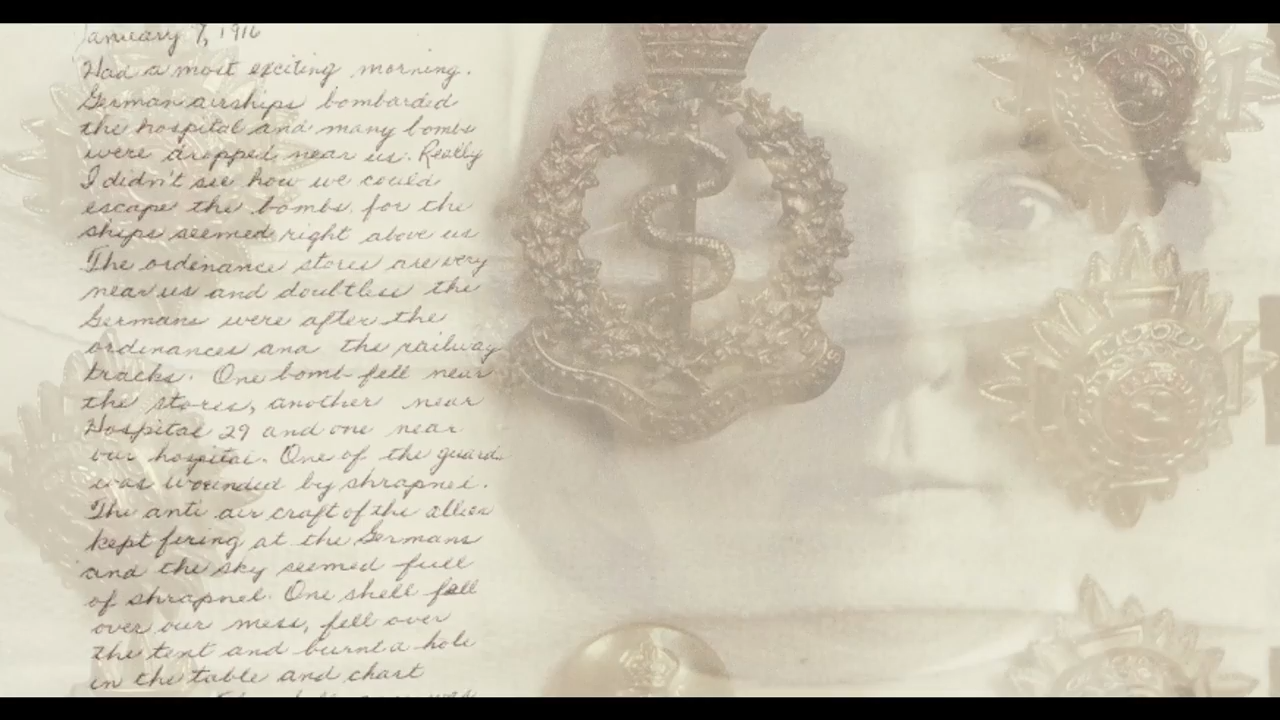 January 7, 1916
Had a most exciting morning.
German airships bombarded
the hospital and many bombs
were dropped near us. Really
I didn't see how we could
escape the bombs, for the
ships seemed right above us
The ordinance stores are very
near us and doubtless the
Germans were after the
ordinances and the railway
tracks. One bomb fell near
the stores, another near
Hospital 29 and one near
our hospital. One of the guards
was wounded by shrapnel.
The anti air craft of the allies
kept firing at the Germans
and the sky seemed full
of shrapnel. One shell fell
over our mess, fell over
the tent and burnt a hole
in the table and chart